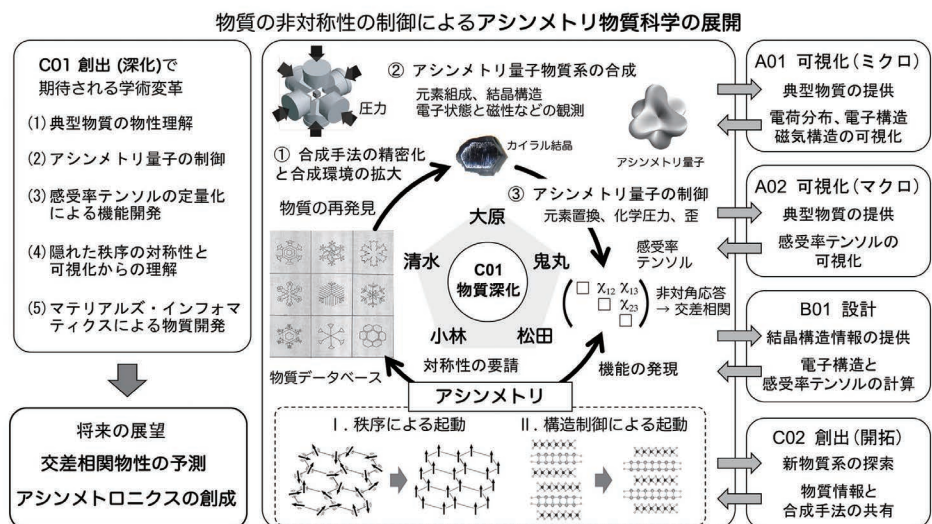 物質の非対称性の制御によるアシンメトリ物質科学の展開
C01 創出 (深化)で
期待される学術変革
(1) 典型物質の物性理解
(2) アシンメトリ量子の制御
(3) 感受率テンソルの定量化
による機能開発
(4) 隠れた秩序の対称性と
可視化からの理解
(5) マテリアルズ・インフォマ
ティクスによる物質開発
将来の展望
交差相関物性の予測
アシンメトロニクスの創成
圧力
② アシンメトリ量子物質系の合成
元素組成、結晶構造
電子状態と磁性などの観測
カイラル結晶
アシンメトリ量子
① 合成手法の精密化
と合成環境の拡大
物質の再発見
③ アシンメトリ量子の制御
元素置換、化学圧力、歪
大原
清水
鬼丸
C01
物質深化
小林
松田
感受率
テンソル
χ12 χ13
χ23
非対角応答
→ 交差相関
物質データベース
対称性の要請
機能の発現
アシンメトリ
I . 秩序による起動
II . 構造制御による起動
A01 可視化(ミクロ)
典型物質の提供
電荷分布、電子構造
磁気構造の可視化
A02 可視化(マクロ)
典型物質の提供
感受率テンソルの
可視化
B01 設計
結晶構造情報の提供
電子構造と
感受率テンソルの計算
C02 創出(開拓)
新物質系の探索
物質情報と
合成手法の共有